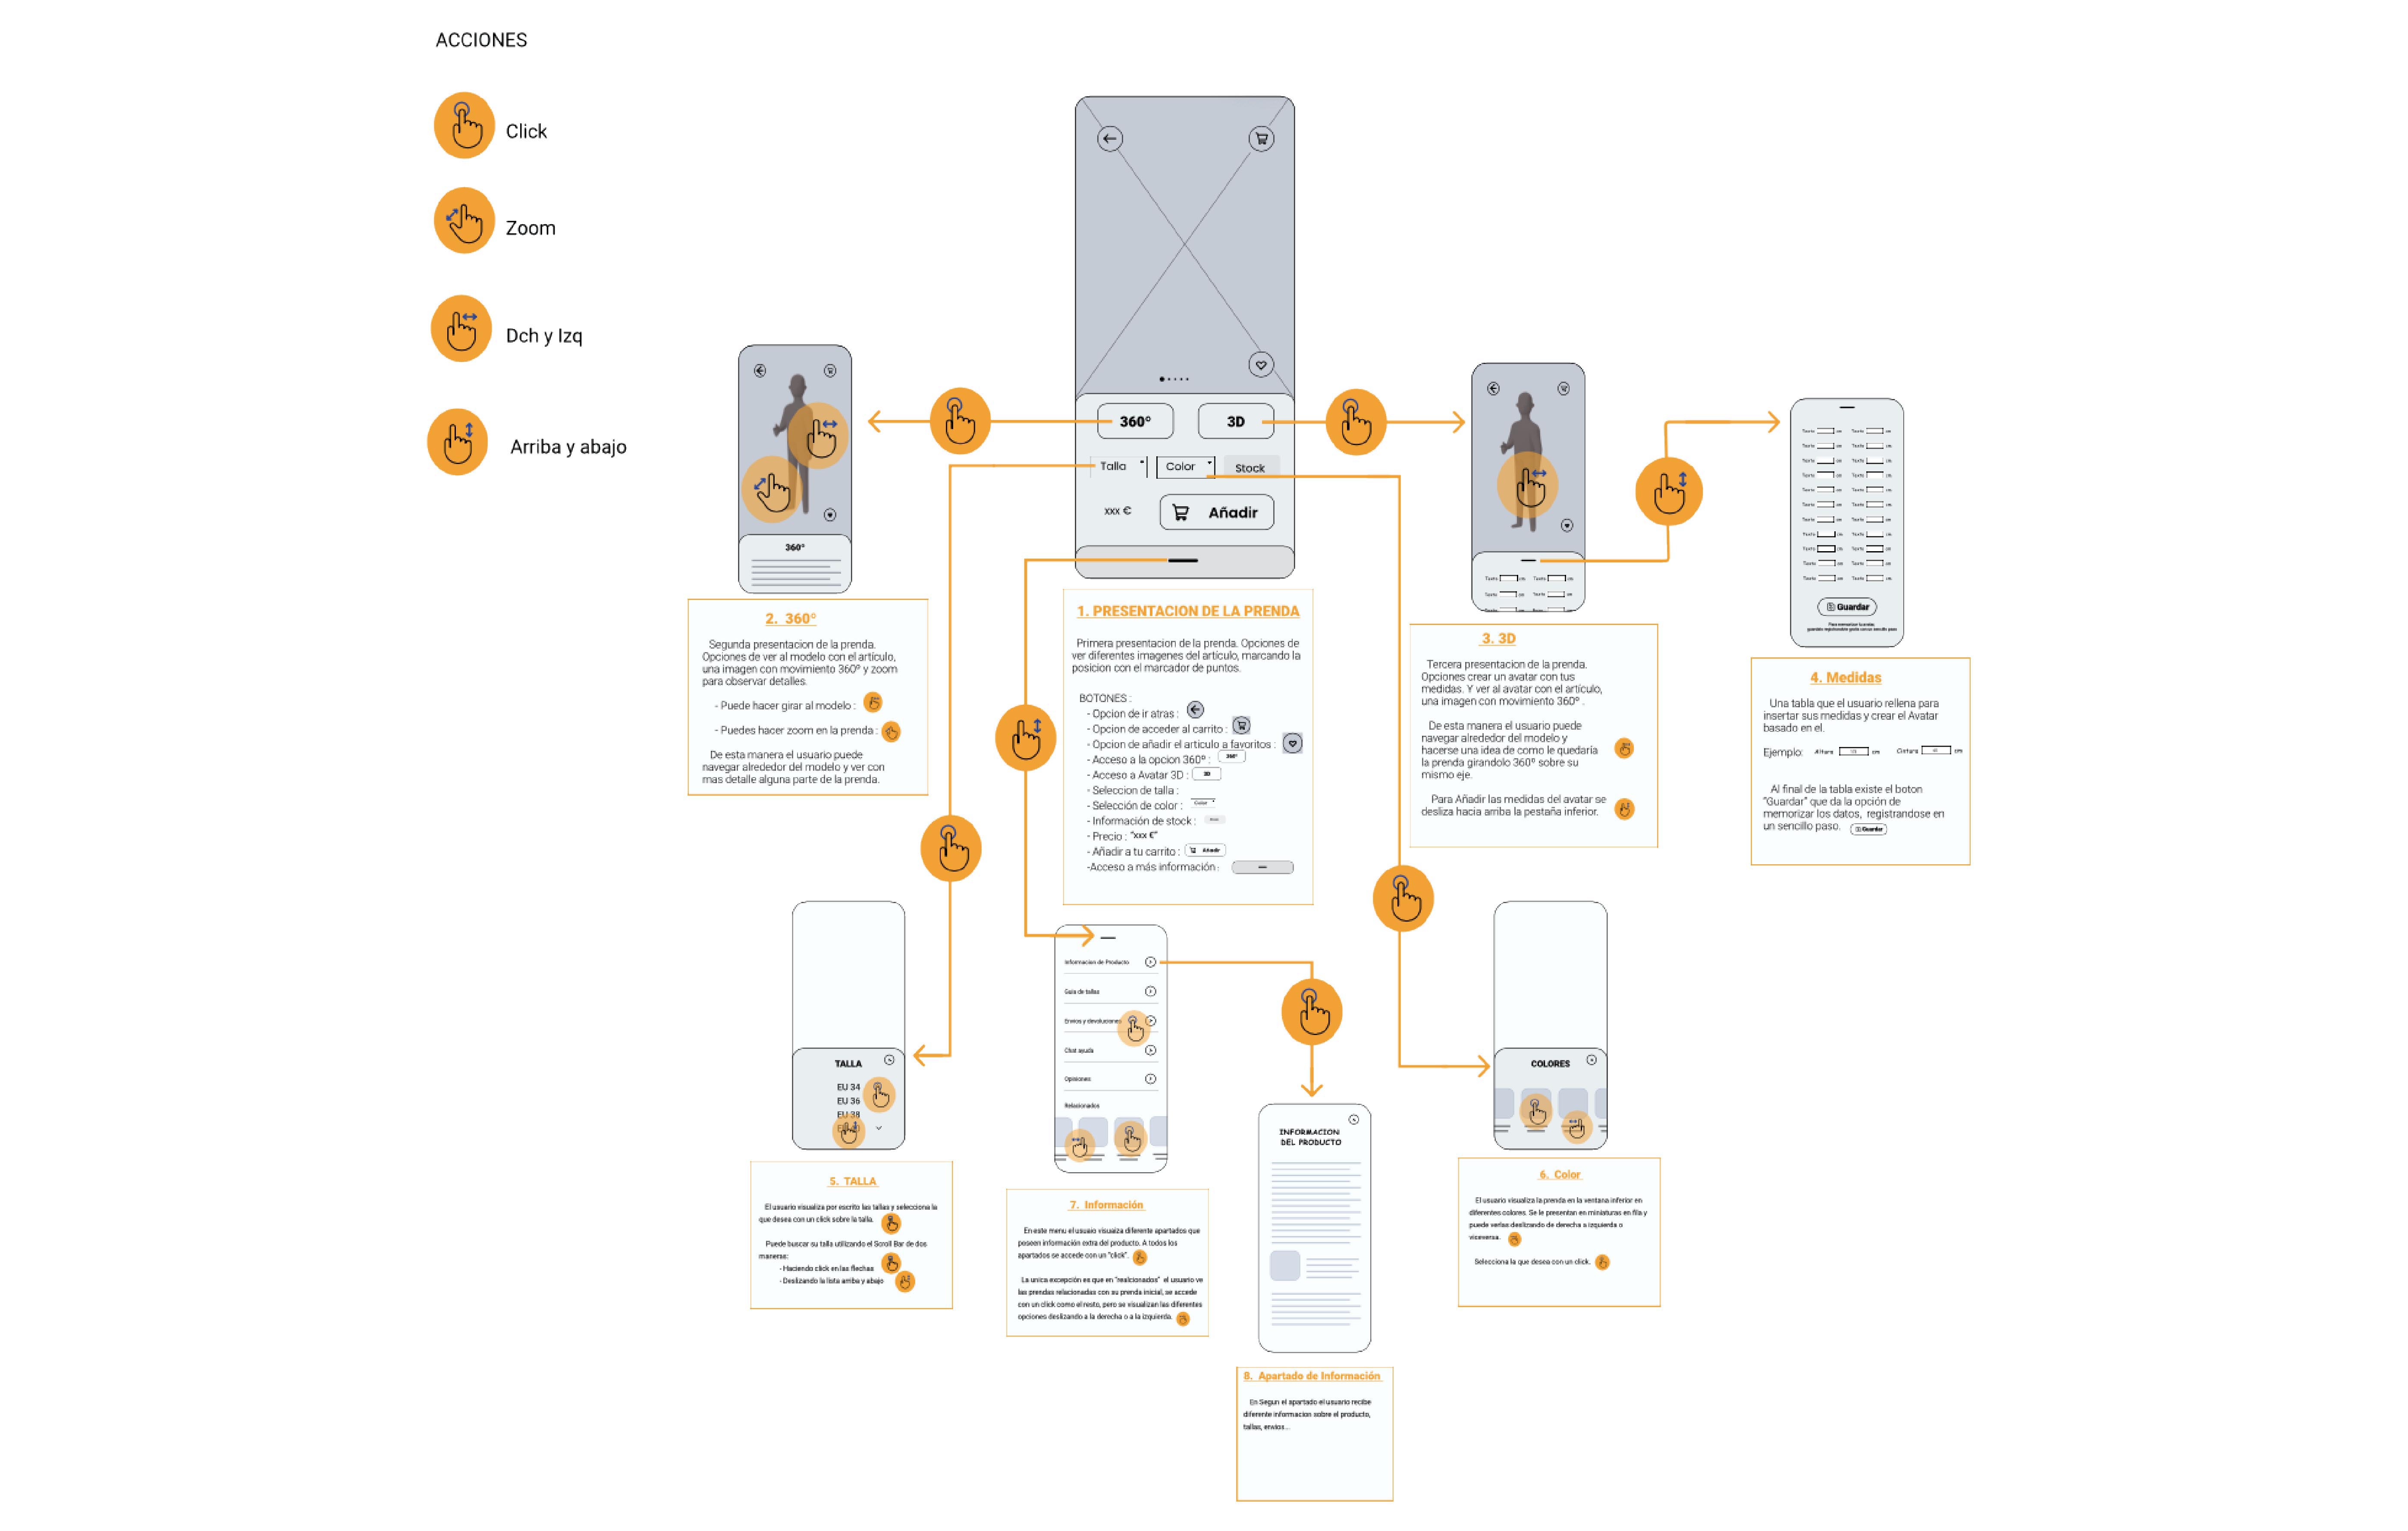 ACCIONES
Click
Zoom
Dch y Izq
Arriba y abajo
360º
3D
Talla
Color
Stock
xxx €
Añadir
360º
2. 360º
Segunda presentacion de la prenda.
Opciones de ver al modelo con el artículo,
una imagen con movimiento 360º y zoom
para observar detalles.
- Puede hacer girar al modelo :
- Puedes hacer zoom en la prenda :
De esta manera el usuario puede
navegar alrededor del modelo y ver con
mas detalle alguna parte de la prenda.
1. PRESENTACION DE LA PRENDA
Primera presentacion de la prenda. Opciones de
ver diferentes imagenes del artículo, marcando la
posicion con el marcador de puntos.
BOTONES :
- Opcion de ir atras :
- Opcion de acceder al carrito :
- Opcion de añadir el articulo a favoritos :
- Acceso a la opcion 360º : 360º
- Acceso a Avatar 3D : 3D
- Seleccion de talla :
- Selección de color : Color
- Información de stock :
- Precio : "xxx €"
- Añadir a tu carrito : Añadir
-Acceso a más información :
3. 3D
Tercera presentacion de la prenda.
Opciones crear un avatar con tus
medidas. Y ver al avatar con el artículo,
una imagen con movimiento 360º .
De esta manera el usuario puede
navegar alrededor del modelo y
hacerse una idea de como le quedaría
la prenda girandolo 360º sobre su
mismo eje.
Para Añadir las medidas del avatar se
desliza hacia arriba la pestaña inferior.
Guardar
4. Medidas
Una tabla que el usuario rellena para
insertar sus medidas y crear el Avatar
basado en el.
Ejemplo: Altura cm Cintura cm
Al final de la tabla existe el boton
"Guardar" que da la opción de
memorizar los datos, registrandose en
un sencillo paso. Guardar
TALLA
EU 34
EU 36
EU 38
5. TALLA
El usuario visualiza por escrito las tallas y selecciona la
que desea con un click sobre la talla.
Puede buscar su talla utilizando el Scroll Bar de dos
maneras:
- Haciendo click en las flechas
- Deslizando la lista arriba y abajo
Informacion de Producto
Guia de tallas
Envios y devoluciones
Chat ayuda
Opiniones
Relacionados
7. Información
En este menu el usuaio visuaiza diferente apartados que
poseen información extra del producto. A todos los
apartados se accede con un "click".
La unica excepción es que en "realcionados" el usuario ve
las prendas relacionadas con su prenda inicial, se accede
con un click como el resto, pero se visualizan las diferentes
opciones deslizando a la derecha o a la izquierda.
INFORMACION
DEL PRODUCTO
8. Apartado de Información
En Segun el apartado el usuario recibe
diferente informacion sobre el producto,
tallas, envios...
COLORES
6. Color
El usuario visualiza la prenda en la ventana inferior en
diferentes colores. Se le presentan en miniaturas en fila y
puede verlas deslizando de derecha a izquierda o
viceversa.
Selecciona la que desea con un click.